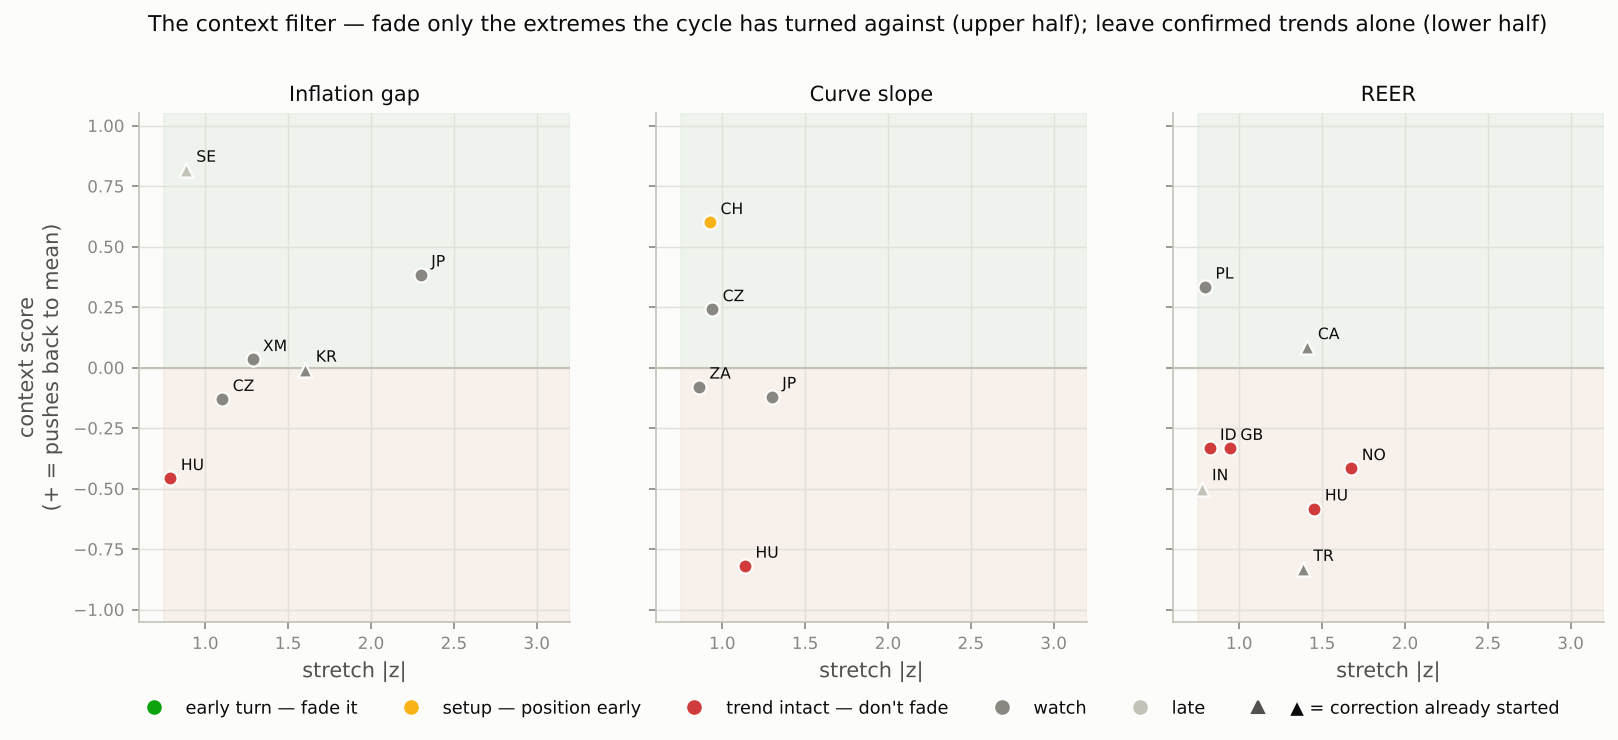 The context filter — fade only the extremes the cycle has turned against (upper half); leave confirmed trends alone (lower half)
Inflation gap
Curve slope
REER
context score
(+ = pushes back to mean)
1.00
0.75
0.50
0.25
0.00
−0.25
−0.50
−0.75
−1.00
SE
JP
XM
KR
CZ
HU
1.0
1.5
2.0
2.5
3.0
stretch |z|
CH
CZ
ZA
JP
HU
1.0
1.5
2.0
2.5
3.0
stretch |z|
PL
CA
ID
GB
NO
IN
HU
TR
1.0
1.5
2.0
2.5
3.0
stretch |z|
early turn — fade it
setup — position early
trend intact — don't fade
watch
late
▲ = correction already started